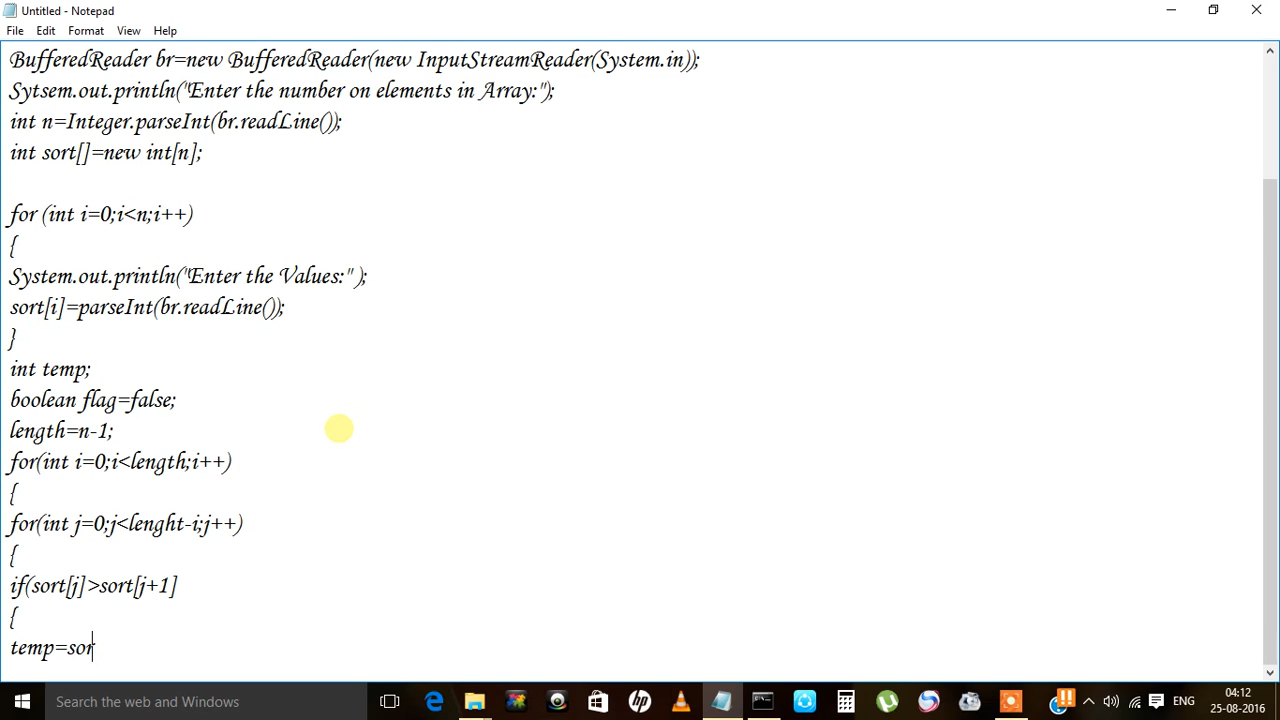 Untitled - Notepad
File Edit Format View Help
BufferedReader br=new BufferedReader(new InputStreamReader(System.in));
Sytsem.out.println("Enter the number on elements in Array:");
int n=Integer.parseInt(br.readLine());
int sort[]=new int[n];
for (int i=0;i<n;i++)
{
System.out.println("Enter the Values:" );
sort[i]=parseInt(br.readLine());
}
int temp;
boolean flag=false;
length=n-1;
for(int i=0;i<length;i++)
{
for(int j=0;j<lenght-i;j++)
{
if(sort[j]>sort[j+1]
{
temp=sor
Search the web and Windows
ENG
04:12
25-08-2016